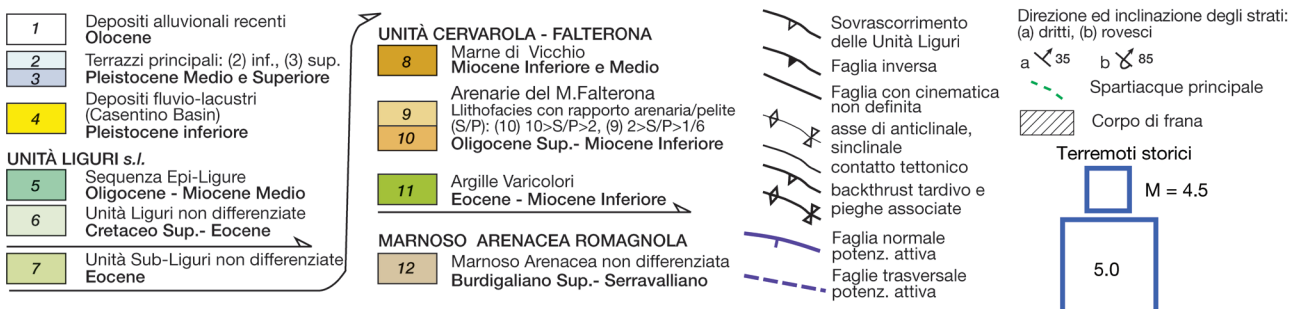 1
Depositi alluvionali recenti
Olocene
2
3
Terrazzi principali: (2) inf., (3) sup.
Pleistocene Medio e Superiore
4
Depositi fluvio-lacustri
(Casentino Basin)
Pleistocene inferiore
UNITÀ LIGURI s.l.
5
Sequenza Epi-Ligure
Oligocene - Miocene Medio
6
Unità Liguri non differenziate
Cretaceo Sup.- Eocene
7
Unità Sub-Liguri non differenziate
Eocene
UNITÀ CERVAROLA - FALTERONA
8
Marne di Vicchio
Miocene Inferiore e Medio
9
10
Arenarie del M.Falterona
Llithofacies con rapporto arenaria/pelite
(S/P): (10) 10>S/P>2, (9) 2>S/P>1/6
Oligocene Sup.- Miocene Inferiore
11
Argille Varicolori
Eocene - Miocene Inferiore
MARNOSO ARENACEA ROMAGNOLA
12
Marnoso Arenacea non differenziata
Burdigaliano Sup.- Serravalliano
Sovrascorrimento
delle Unità Liguri
Faglia inversa
Faglia con cinematica
non definita
asse di anticlinale,
sinclinale
contatto tettonico
backthrust tardivo e
pieghe associate
Faglia normale
potenz. attiva
Faglie trasversale
potenz. attiva
Direzione ed inclinazione degli strati:
(a) dritti, (b) rovesci
a 35 b 85
Spartiacque principale
Corpo di frana
Terremoti storici
M = 4.5
5.0